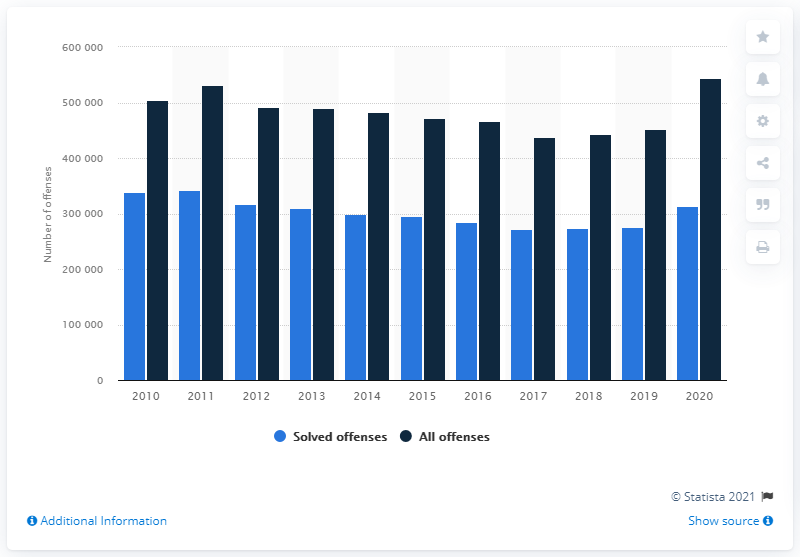 600 000
500 000
400 000
300 000
200 000
100 000
0
Number of offenses
2010 2011 2012 2013 2014 2015 2016 2017 2018 2019 2020
Solved offenses All offenses
© Statista 2021
Additional Information Show source